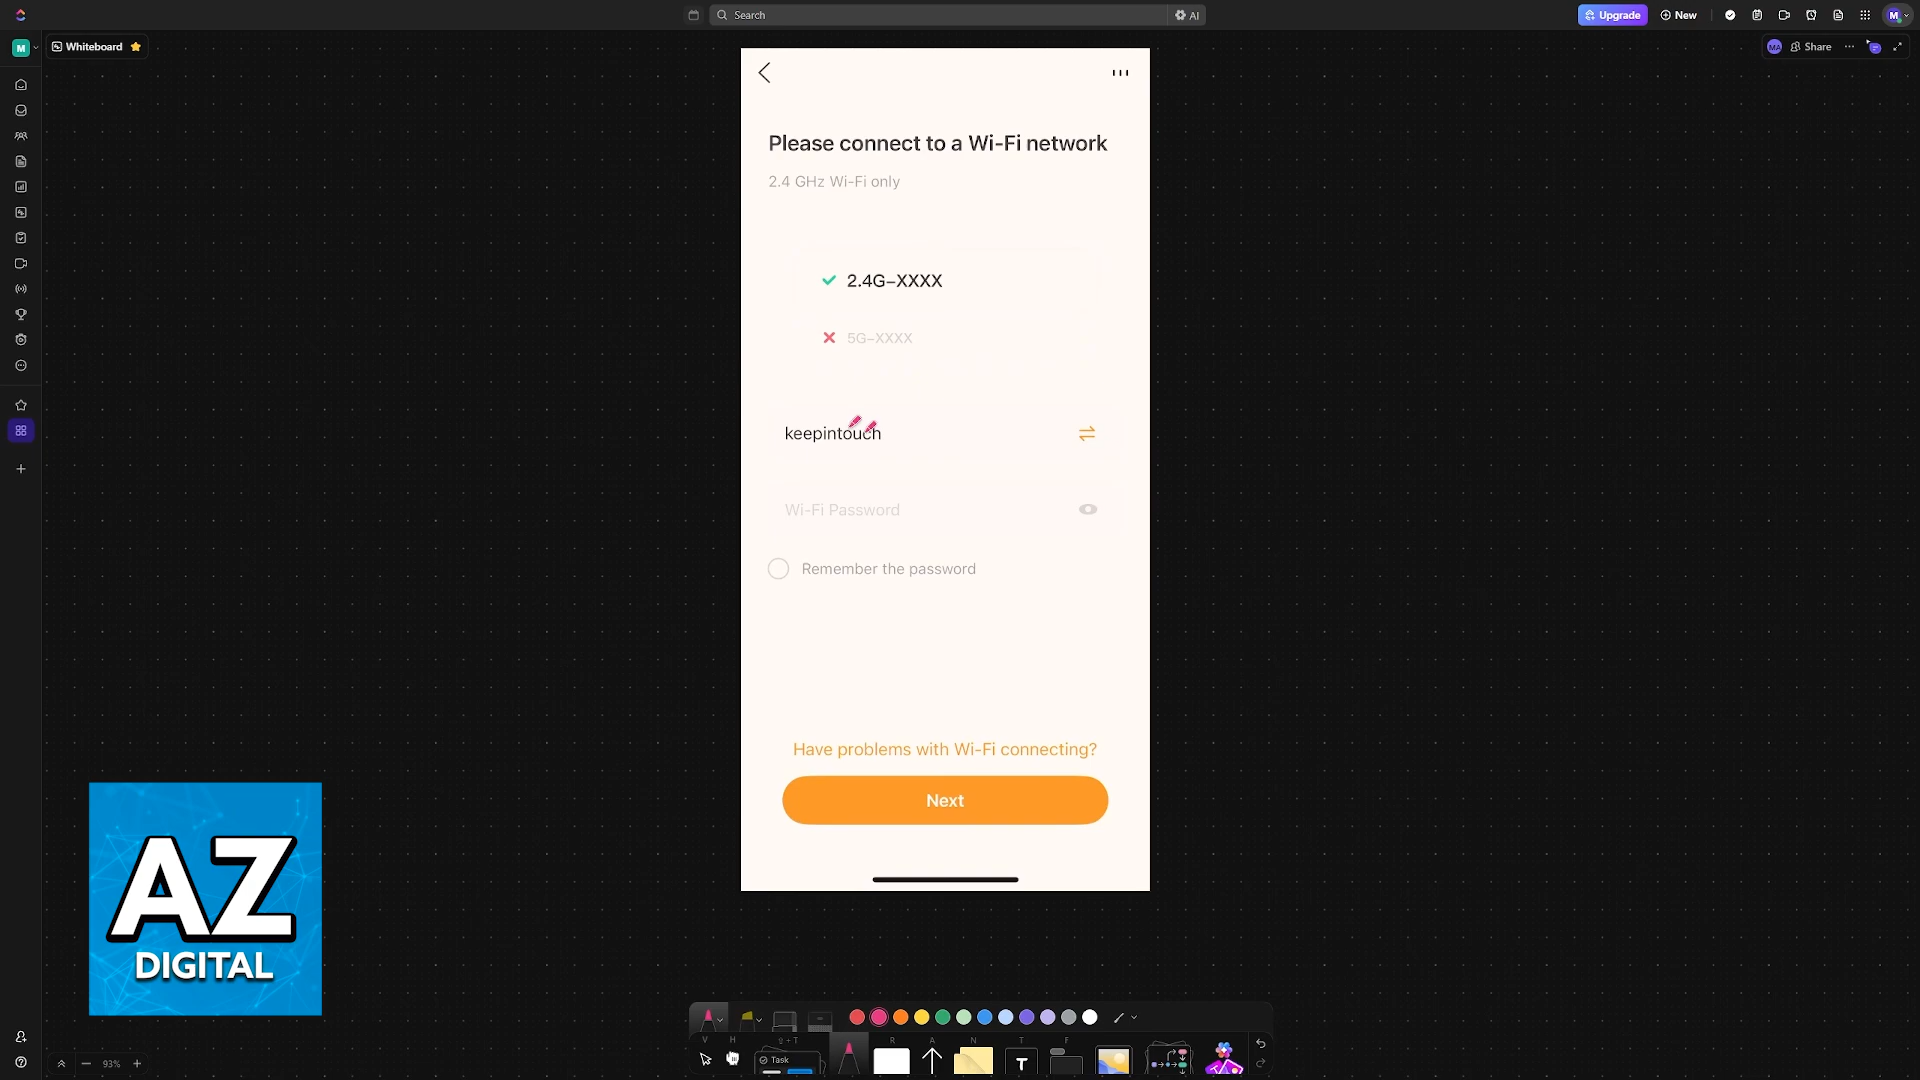 Search
AI
Upgrade
New
M
M
Whiteboard
MA
Share
Please connect to a Wi-Fi network
2.4 GHz Wi-Fi only
2.4G-XXXX
5G-XXXX
keepintouch
Wi-Fi Password
Remember the password
Have problems with Wi-Fi connecting?
Next
AZ
DIGITAL
V H ⇧+T R A N T F
Task
T
93%